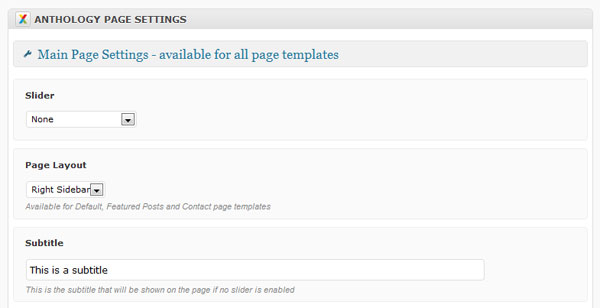 ANTHOLOGY PAGE SETTINGS
Main Page Settings - available for all page templates
Slider
None
Page Layout
Right Sidebar
Available for Default, Featured Posts and Contact page templates
Subtitle
This is a subtitle
This is the subtitle that will be shown on the page if no slider is enabled